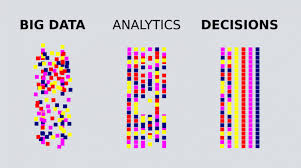 BIG DATA ANALYTICS DECISIONS